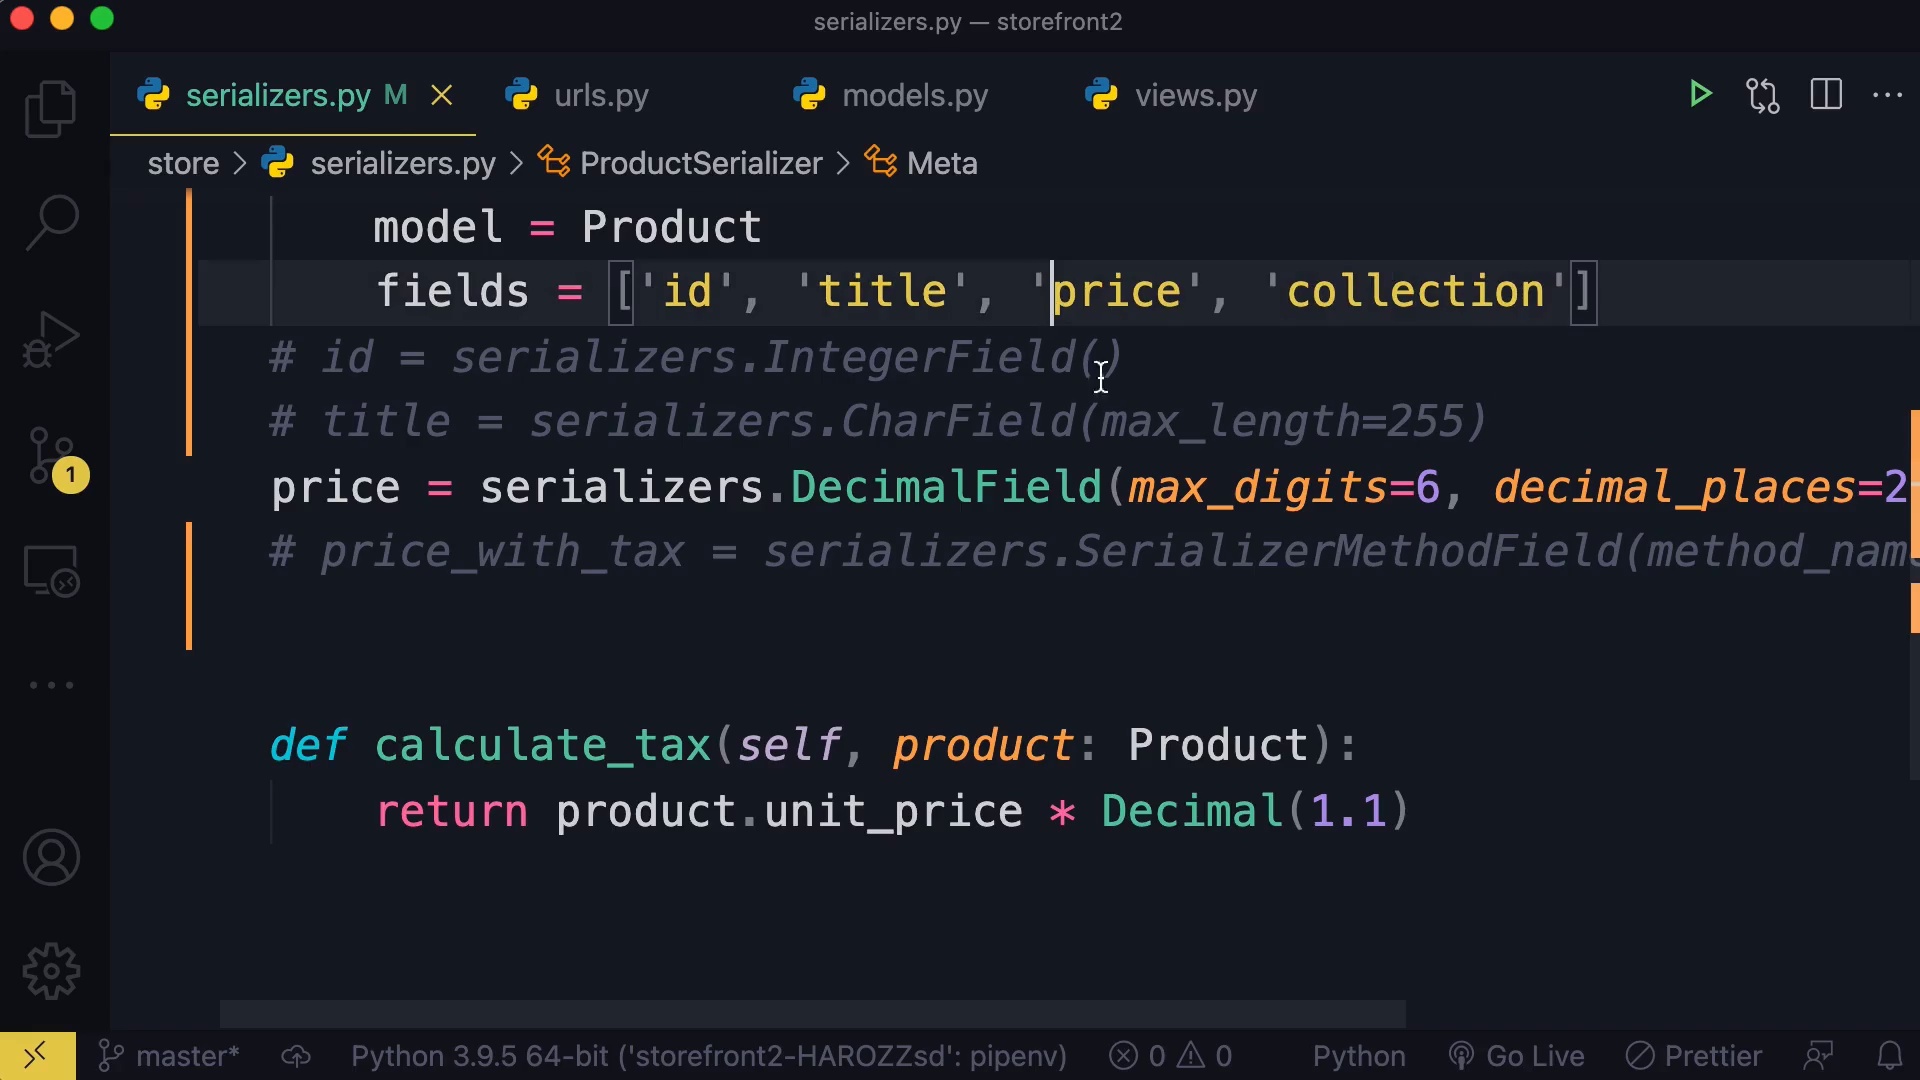 serializers.py — storefront2
serializers.py M urls.py models.py views.py
store > serializers.py > ProductSerializer > Meta
model = Product
fields = ['id', 'title', 'price', 'collection']
# id = serializers.IntegerField()
# title = serializers.CharField(max_length=255)
price = serializers.DecimalField(max_digits=6, decimal_places=2
# price_with_tax = serializers.SerializerMethodField(method_nam
1
def calculate_tax(self, product: Product):
return product.unit_price * Decimal(1.1)
master* Python 3.9.5 64-bit ('storefront2-HAROZZsd': pipenv) 0 0 Python Go Live Prettier